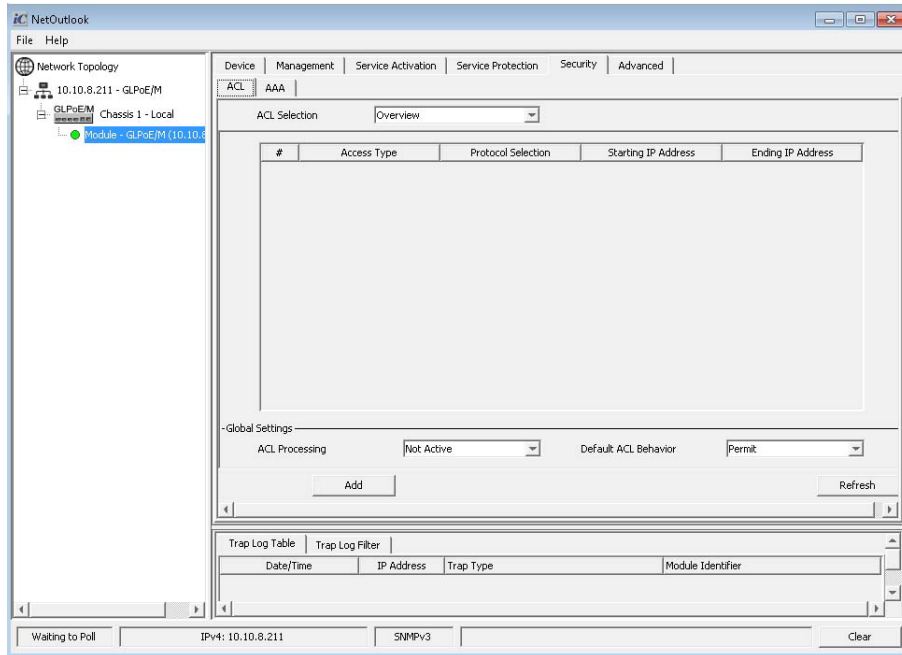 iC NetOutlook
File Help
Network Topology
10.10.8.211 - GLPoE/M
GLPoE/M Chassis 1 - Local
Module - GLPoE/M (10.10.8
Device Management Service Activation Service Protection Security Advanced
ACL AAA
ACL Selection Overview
# Access Type Protocol Selection Starting IP Address Ending IP Address
Global Settings
ACL Processing Not Active Default ACL Behavior Permit
Add Refresh
Trap Log Table Trap Log Filter
Date/Time IP Address Trap Type Module Identifier
Waiting to Poll IPv4: 10.10.8.211 SNMPv3 Clear